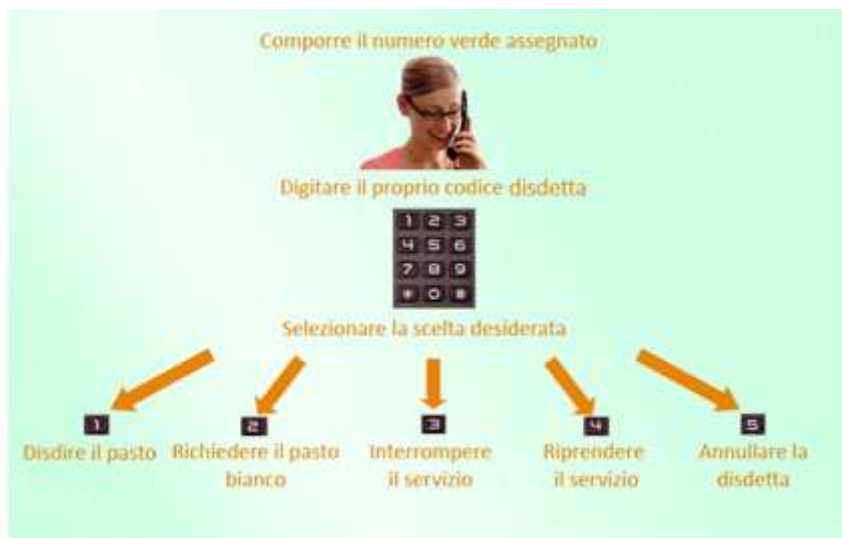 Comporre il numero verde assegnato
Digitare il proprio codice disdetta
1 2 3
4 5 6
7 8 9
* 0 #
Selezionare la scelta desiderata
1
Disdire il pasto
2
Richiedere il pasto
bianco
3
Interrompere
il servizio
4
Riprendere
il servizio
5
Annullare la
disdetta